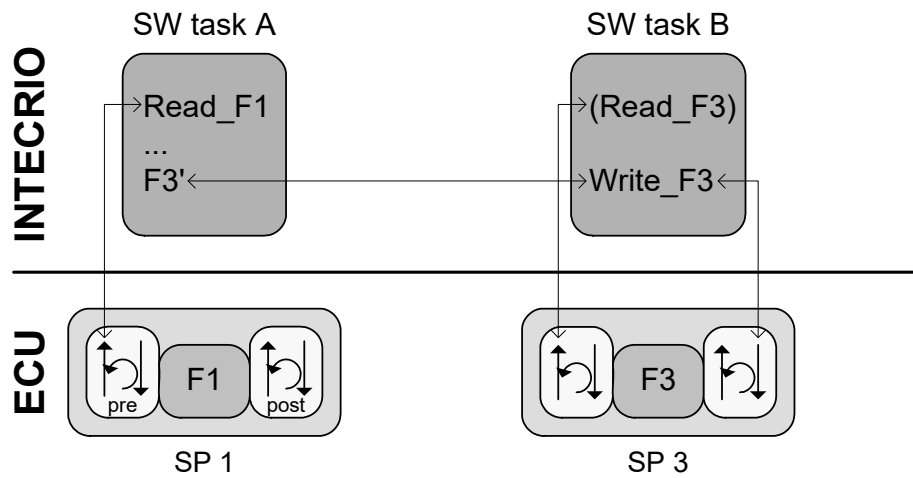 SW task A
SW task B
INTECRIO
Read_F1
...
F3'
(Read_F3)
Write_F3
ECU
pre
F1
post
F3
SP 1
SP 3